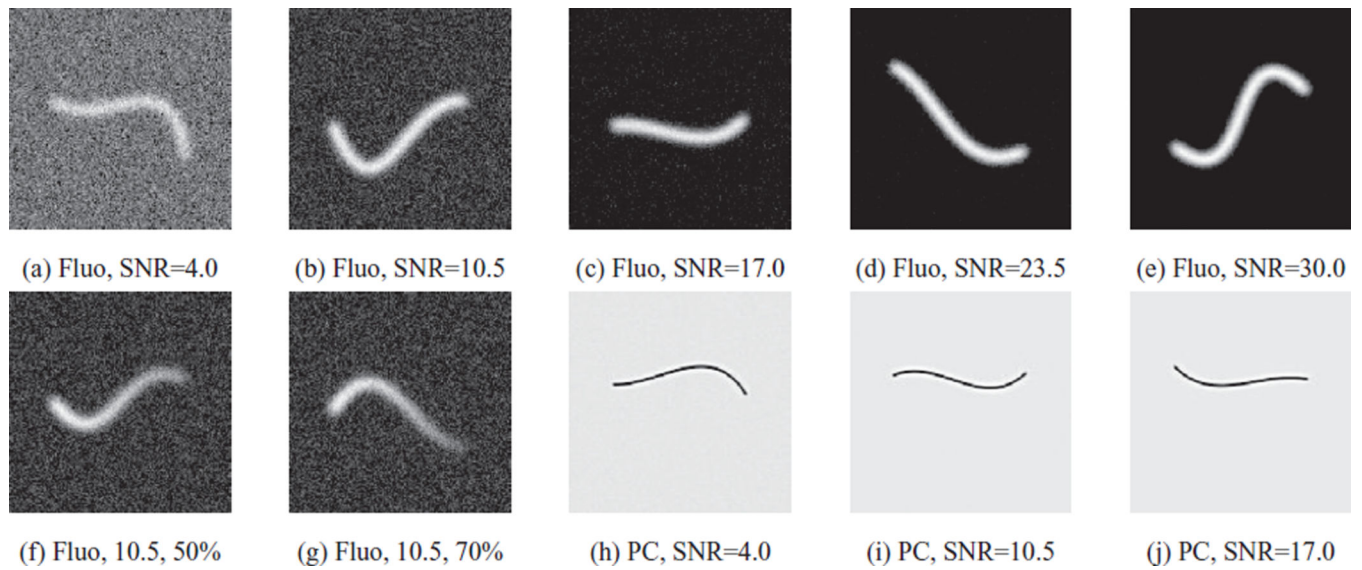 (a) Fluo, SNR=4.0
(b) Fluo, SNR=10.5
(c) Fluo, SNR=17.0
(d) Fluo, SNR=23.5
(e) Fluo, SNR=30.0
(f) Fluo, 10.5, 50%
(g) Fluo, 10.5, 70%
(h) PC, SNR=4.0
(i) PC, SNR=10.5
(j) PC, SNR=17.0